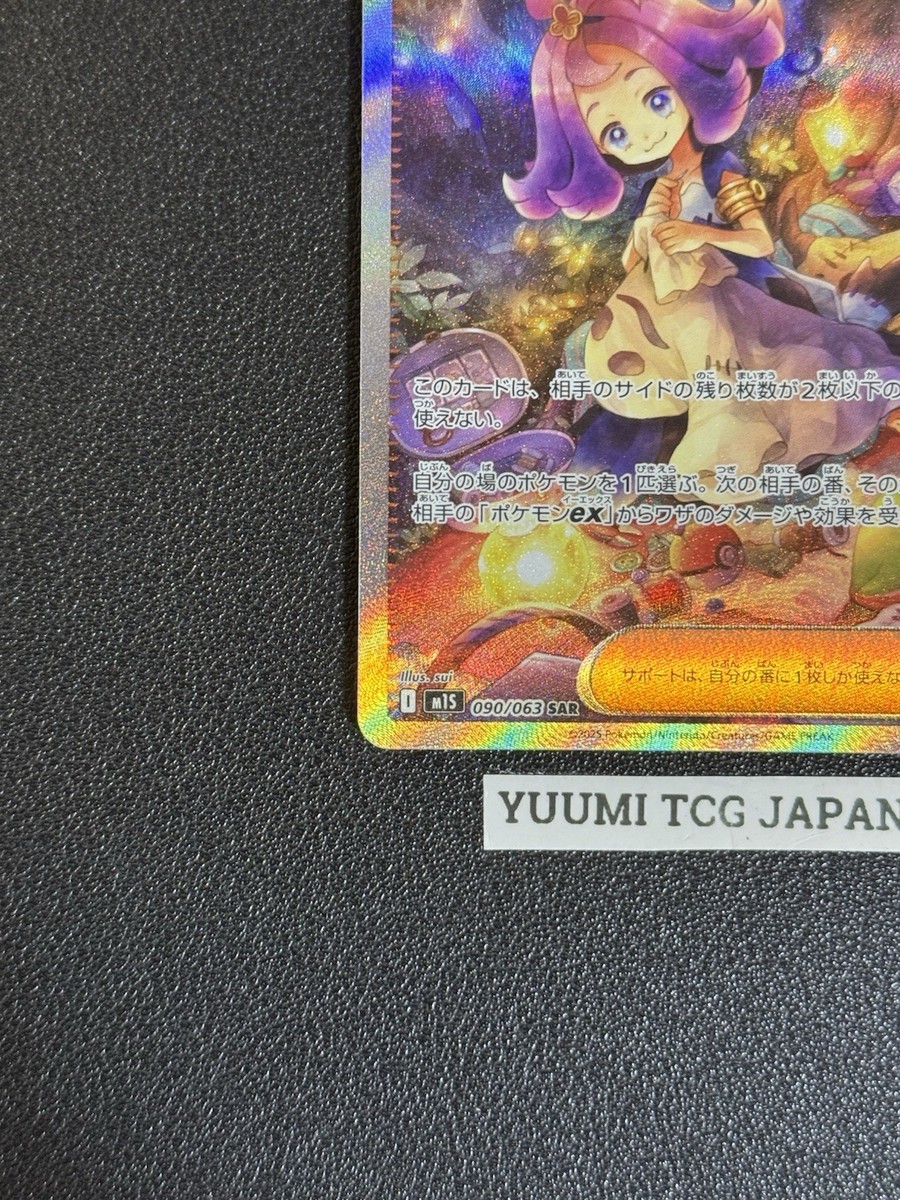 このカードは、相手のサイドの残り枚数が2枚以下の
使えない。
自分の場のポケモンを1匹選ぶ。次の相手の番、その
相手の「ポケモンex」からワザのダメージや効果を受
サポートは、自分の番に1枚しか使えな
Illus. sui
I M1S 090/063 SAR
©2025 Pokémon/Nintendo/Creatures/GAME FREAK
YUUMI TCG JAPAN